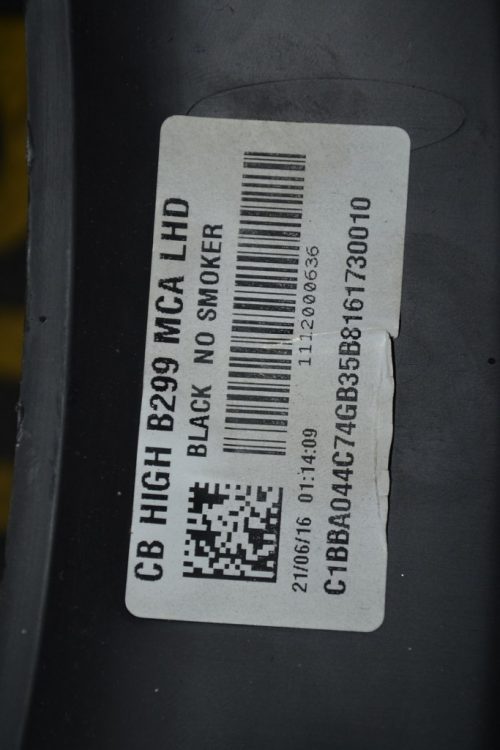 CB HIGH B299 MCA LHD
BLACK NO SMOKER
1112000636
21/06/16 01:14:09
C1BBA044C74GB35B8161730010